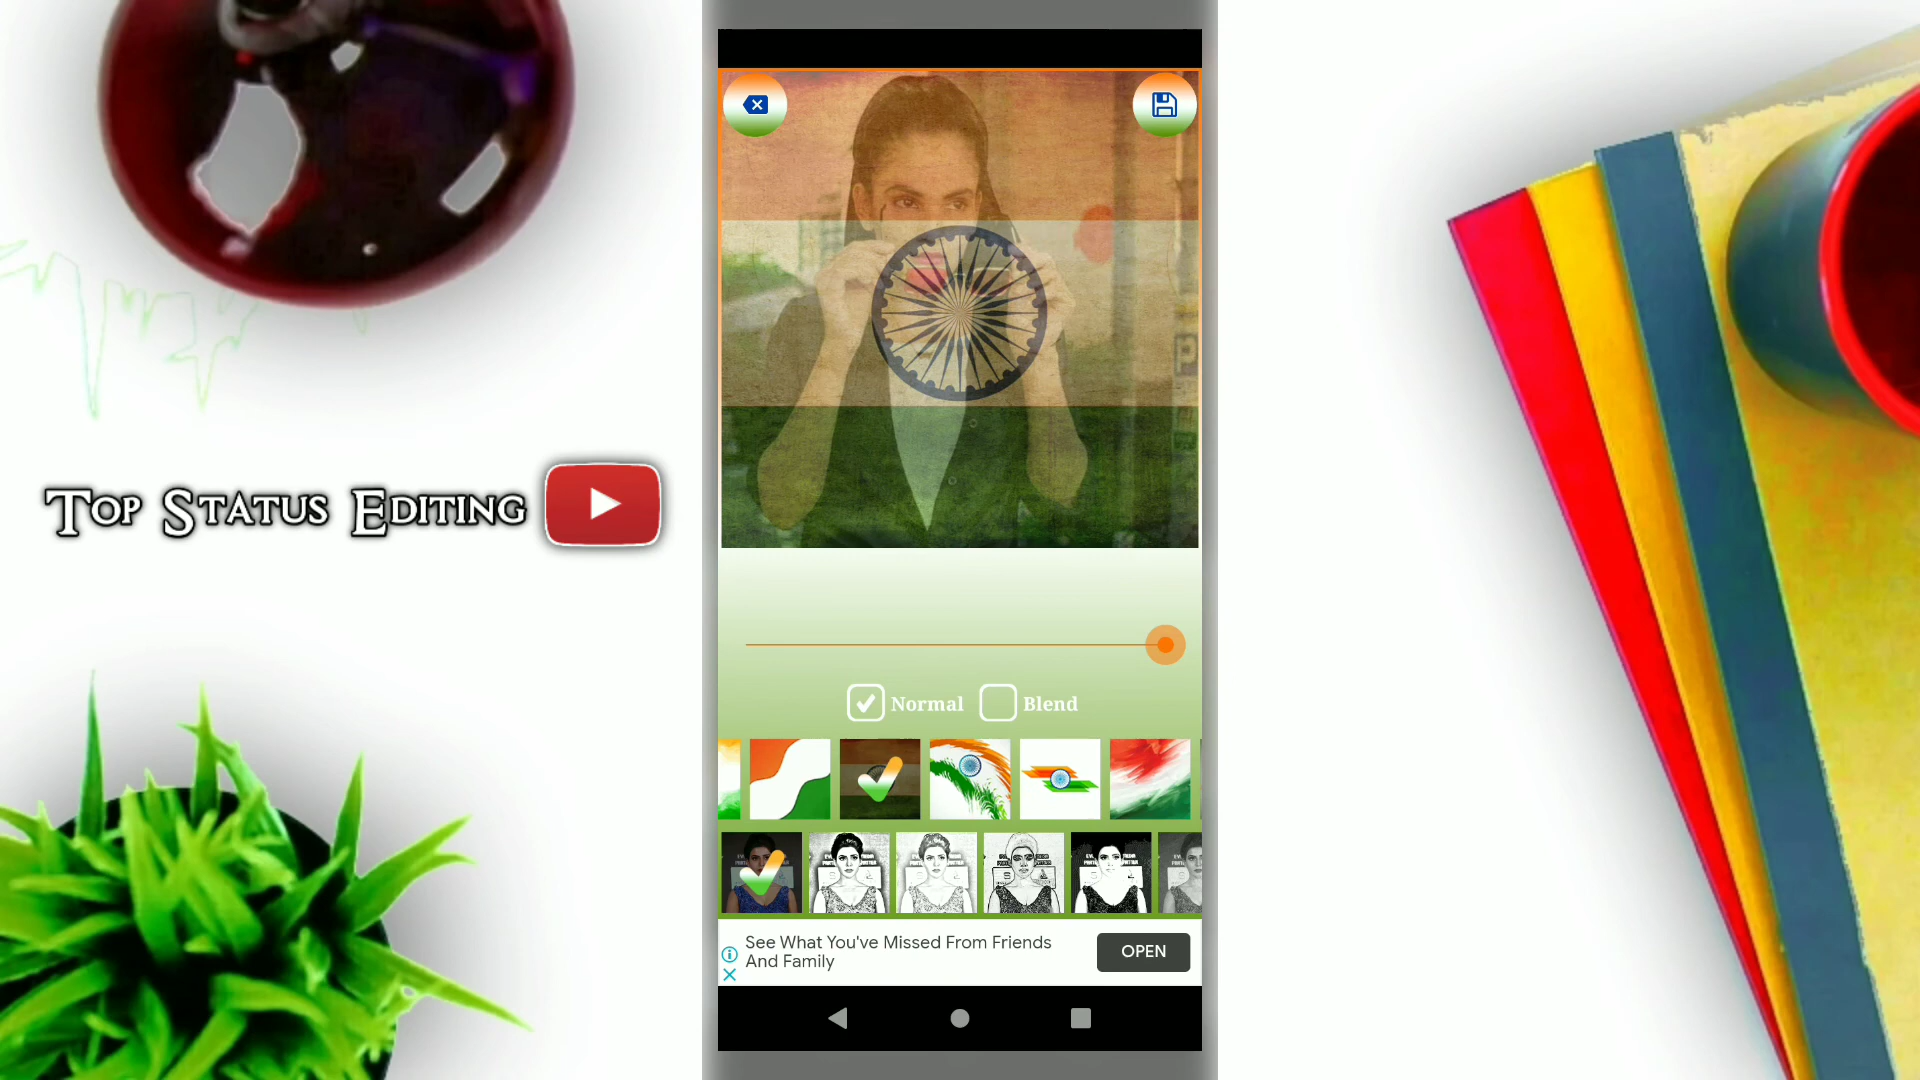 Top Status Editing
Normal
Blend
See What You've Missed From Friends
And Family
OPEN